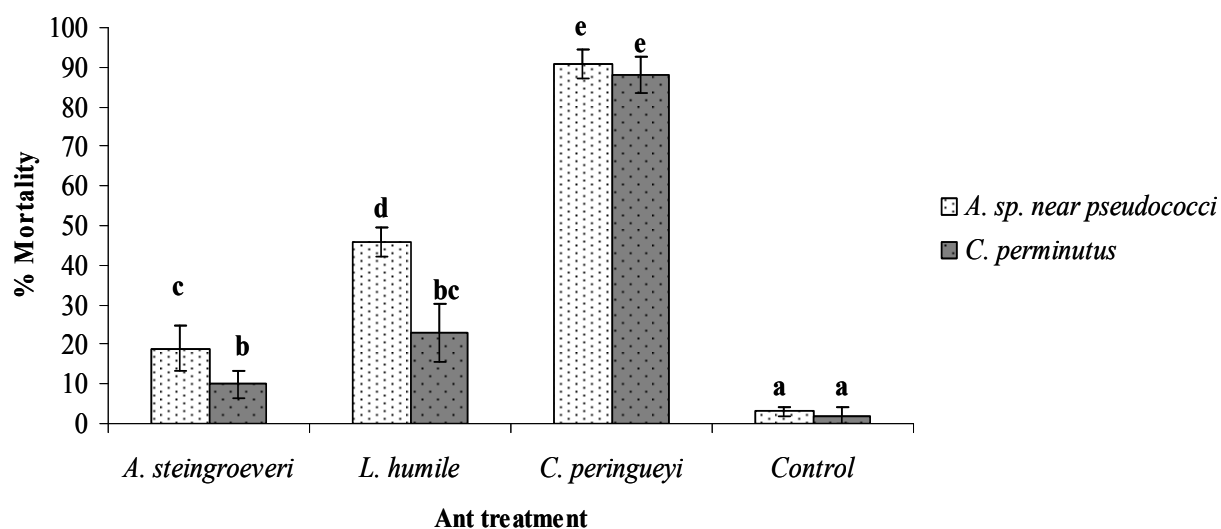 100
90
80
70
60
50
40
30
20
10
0
% Mortality
c
b
d
bc
e
e
a
a
A. steingroeveri
L. humile
C. peringueyi
Control
Ant treatment
A. sp. near pseudococci
C. perminutus